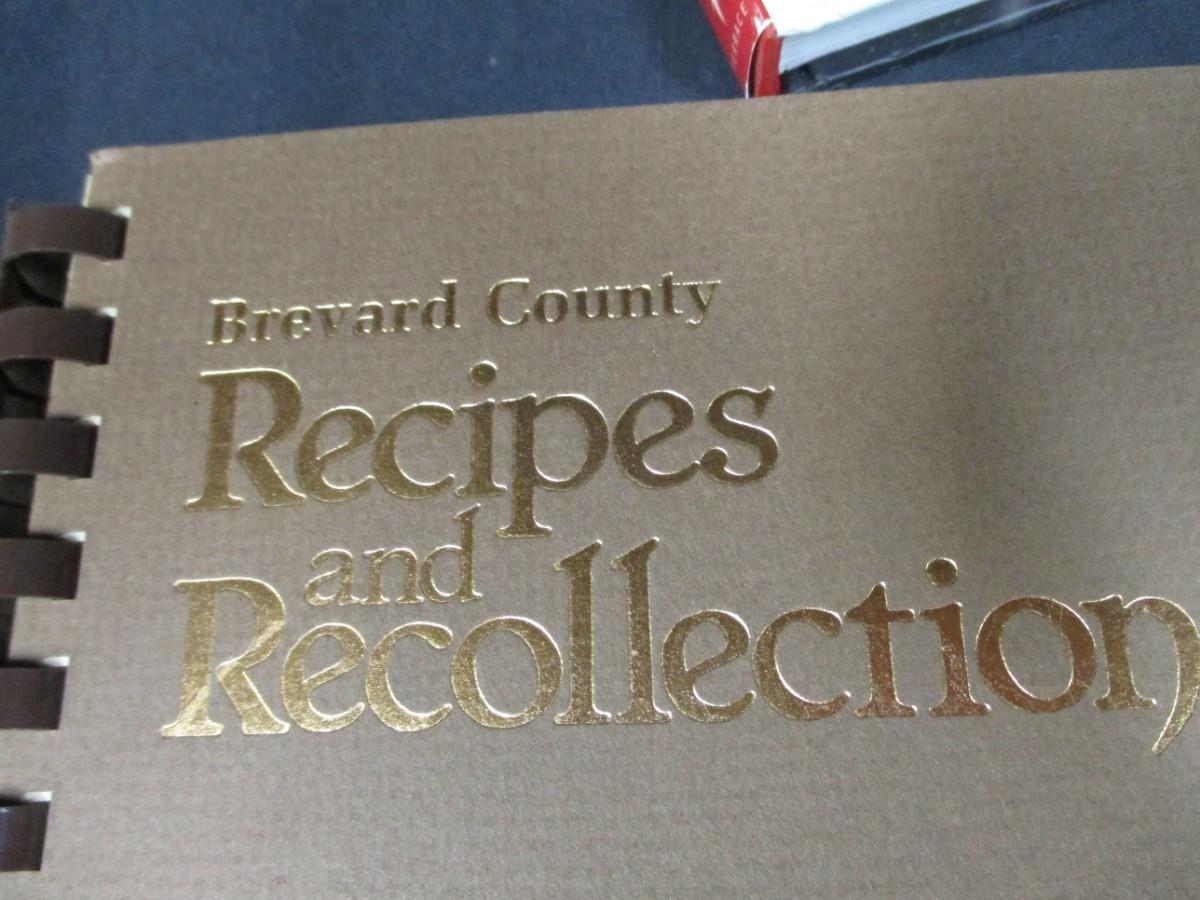 Brevard County
Recipes
and
Recollection